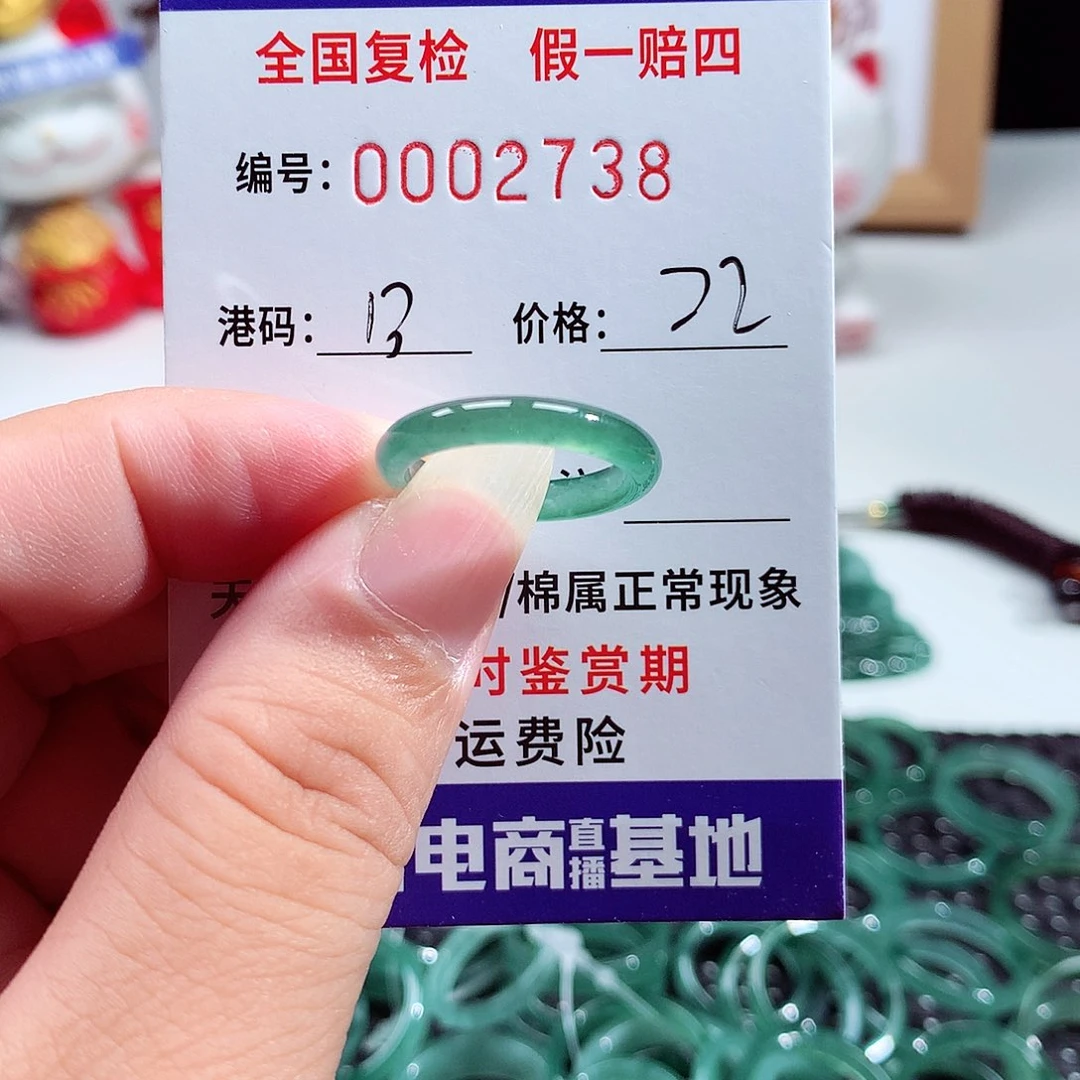 全国复检 假一赔四
编号：0002738
港码：13 价格：72
棉属正常现象
时鉴赏期
运费险
电商直播基地